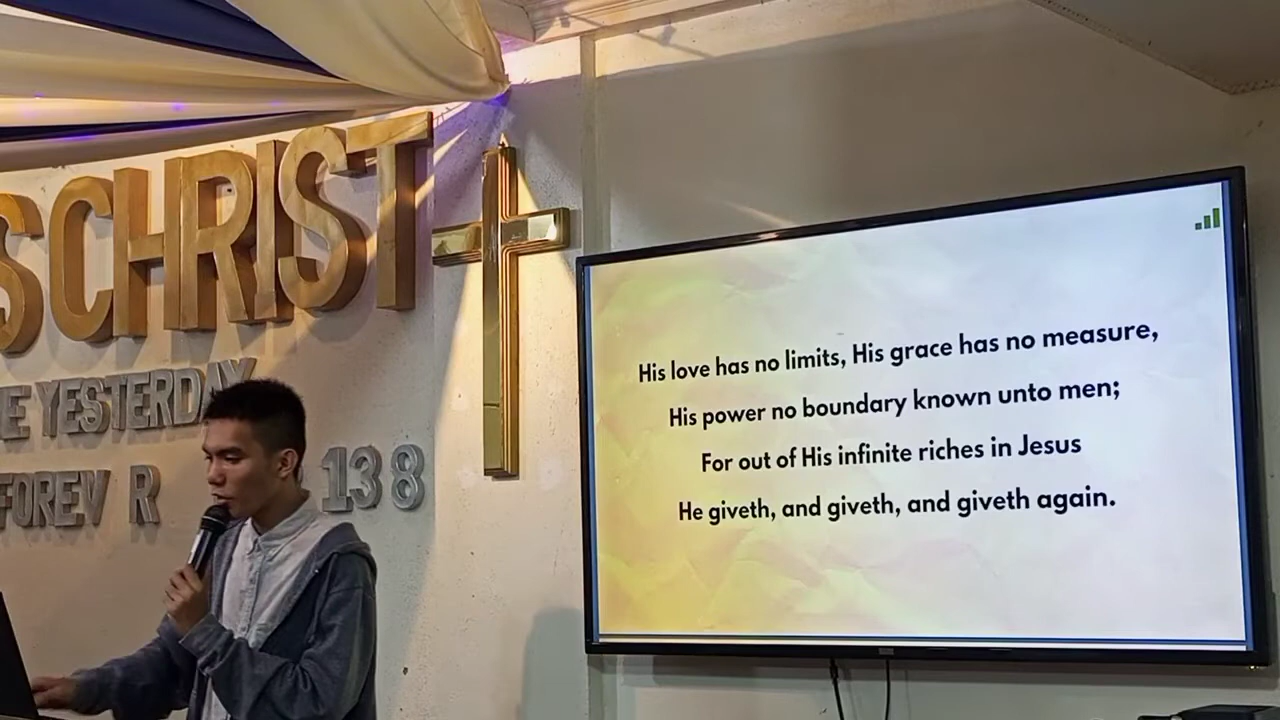 SCHRIST
E YESTERDAY
FOREV R
138
His love has no limits, His grace has no measure,
His power no boundary known unto men;
For out of His infinite riches in Jesus
He giveth, and giveth, and giveth again.